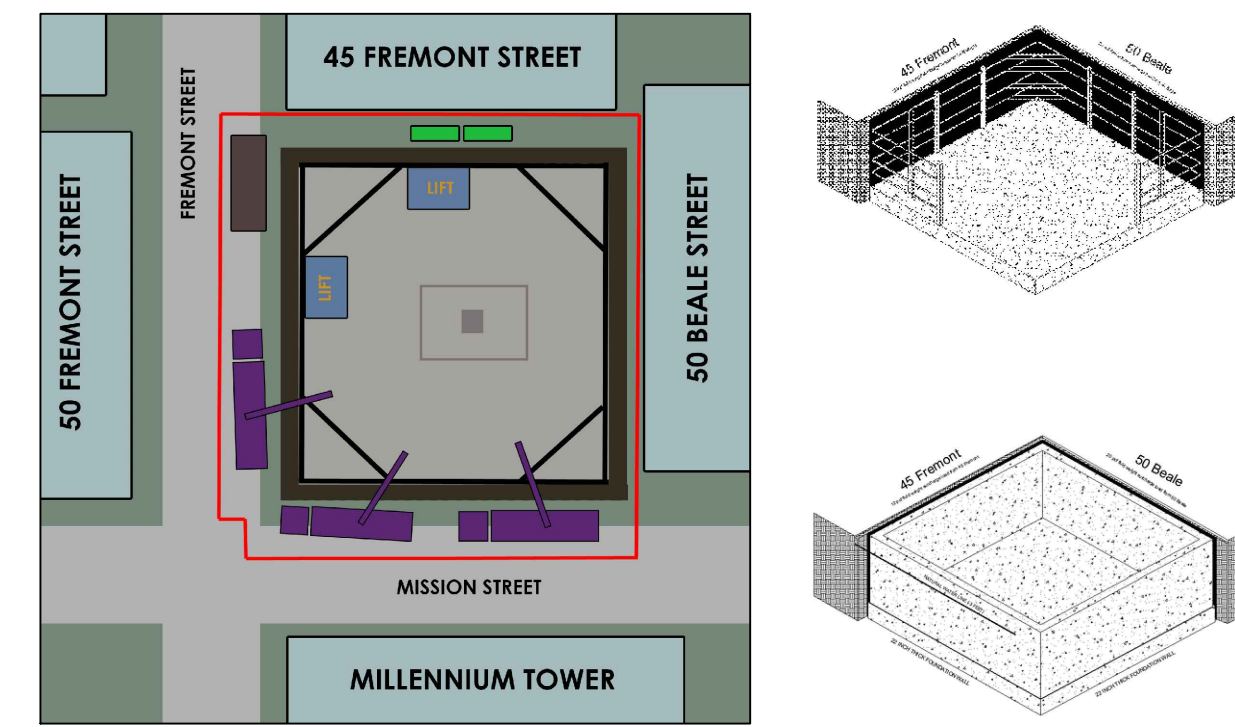 45 FREMONT STREET
FREMONT STREET
50 FREMONT STREET
LIFT
LIFT
50 BEALE STREET
MISSION STREET
MILLENNIUM TOWER
45 Fremont
50 Beale
45 Fremont
50 Beale
22 INCH THICK FOUNDATION WALL
22 INCH THICK FOUNDATION WALL